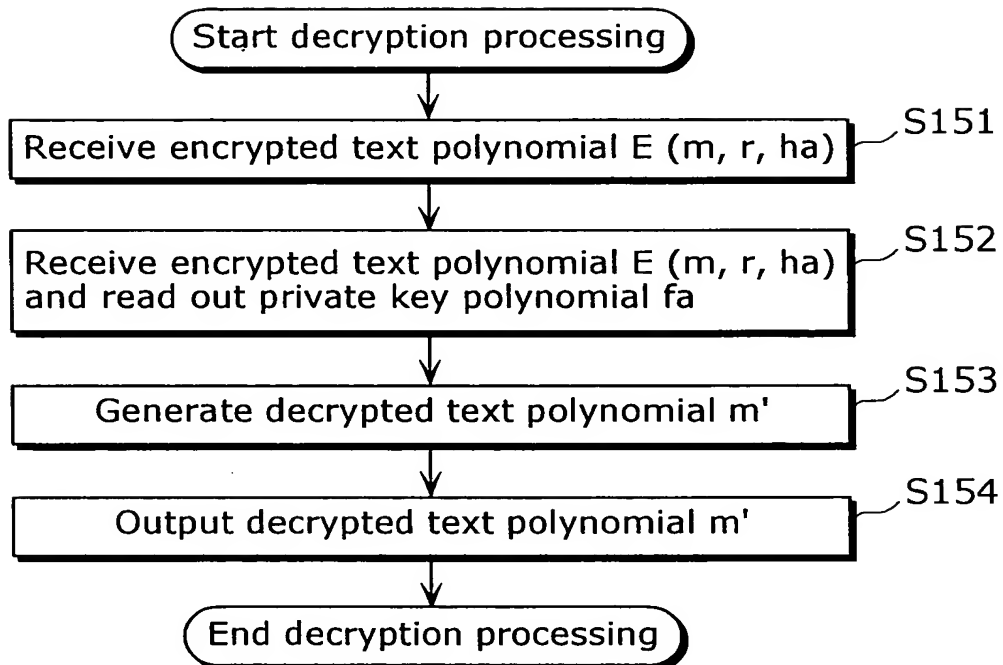 Start decryption processing
Receive encrypted text polynomial E (m, r, ha)
S151
Receive encrypted text polynomial E (m, r, ha)
and read out private key polynomial fa
S152
Generate decrypted text polynomial m'
S153
Output decrypted text polynomial m'
S154
End decryption processing